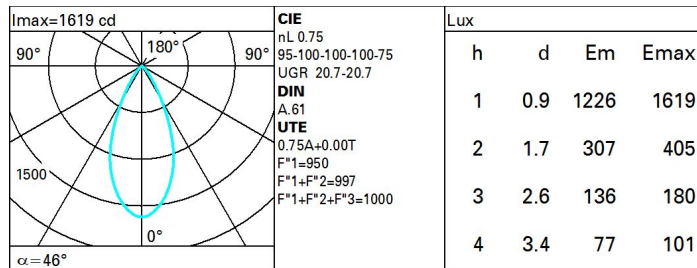 Imax=1619 cd
90°
180°
90°
1500
0°
α=46°
CIE
nL 0.75
95-100-100-100-75
UGR 20.7-20.7
DIN
A.61
UTE
0.75A+0.00T
F"1=950
F"1+F"2=997
F"1+F"2+F"3=1000
Lux
h d Em Emax
1 0.9 1226 1619
2 1.7 307 405
3 2.6 136 180
4 3.4 77 101